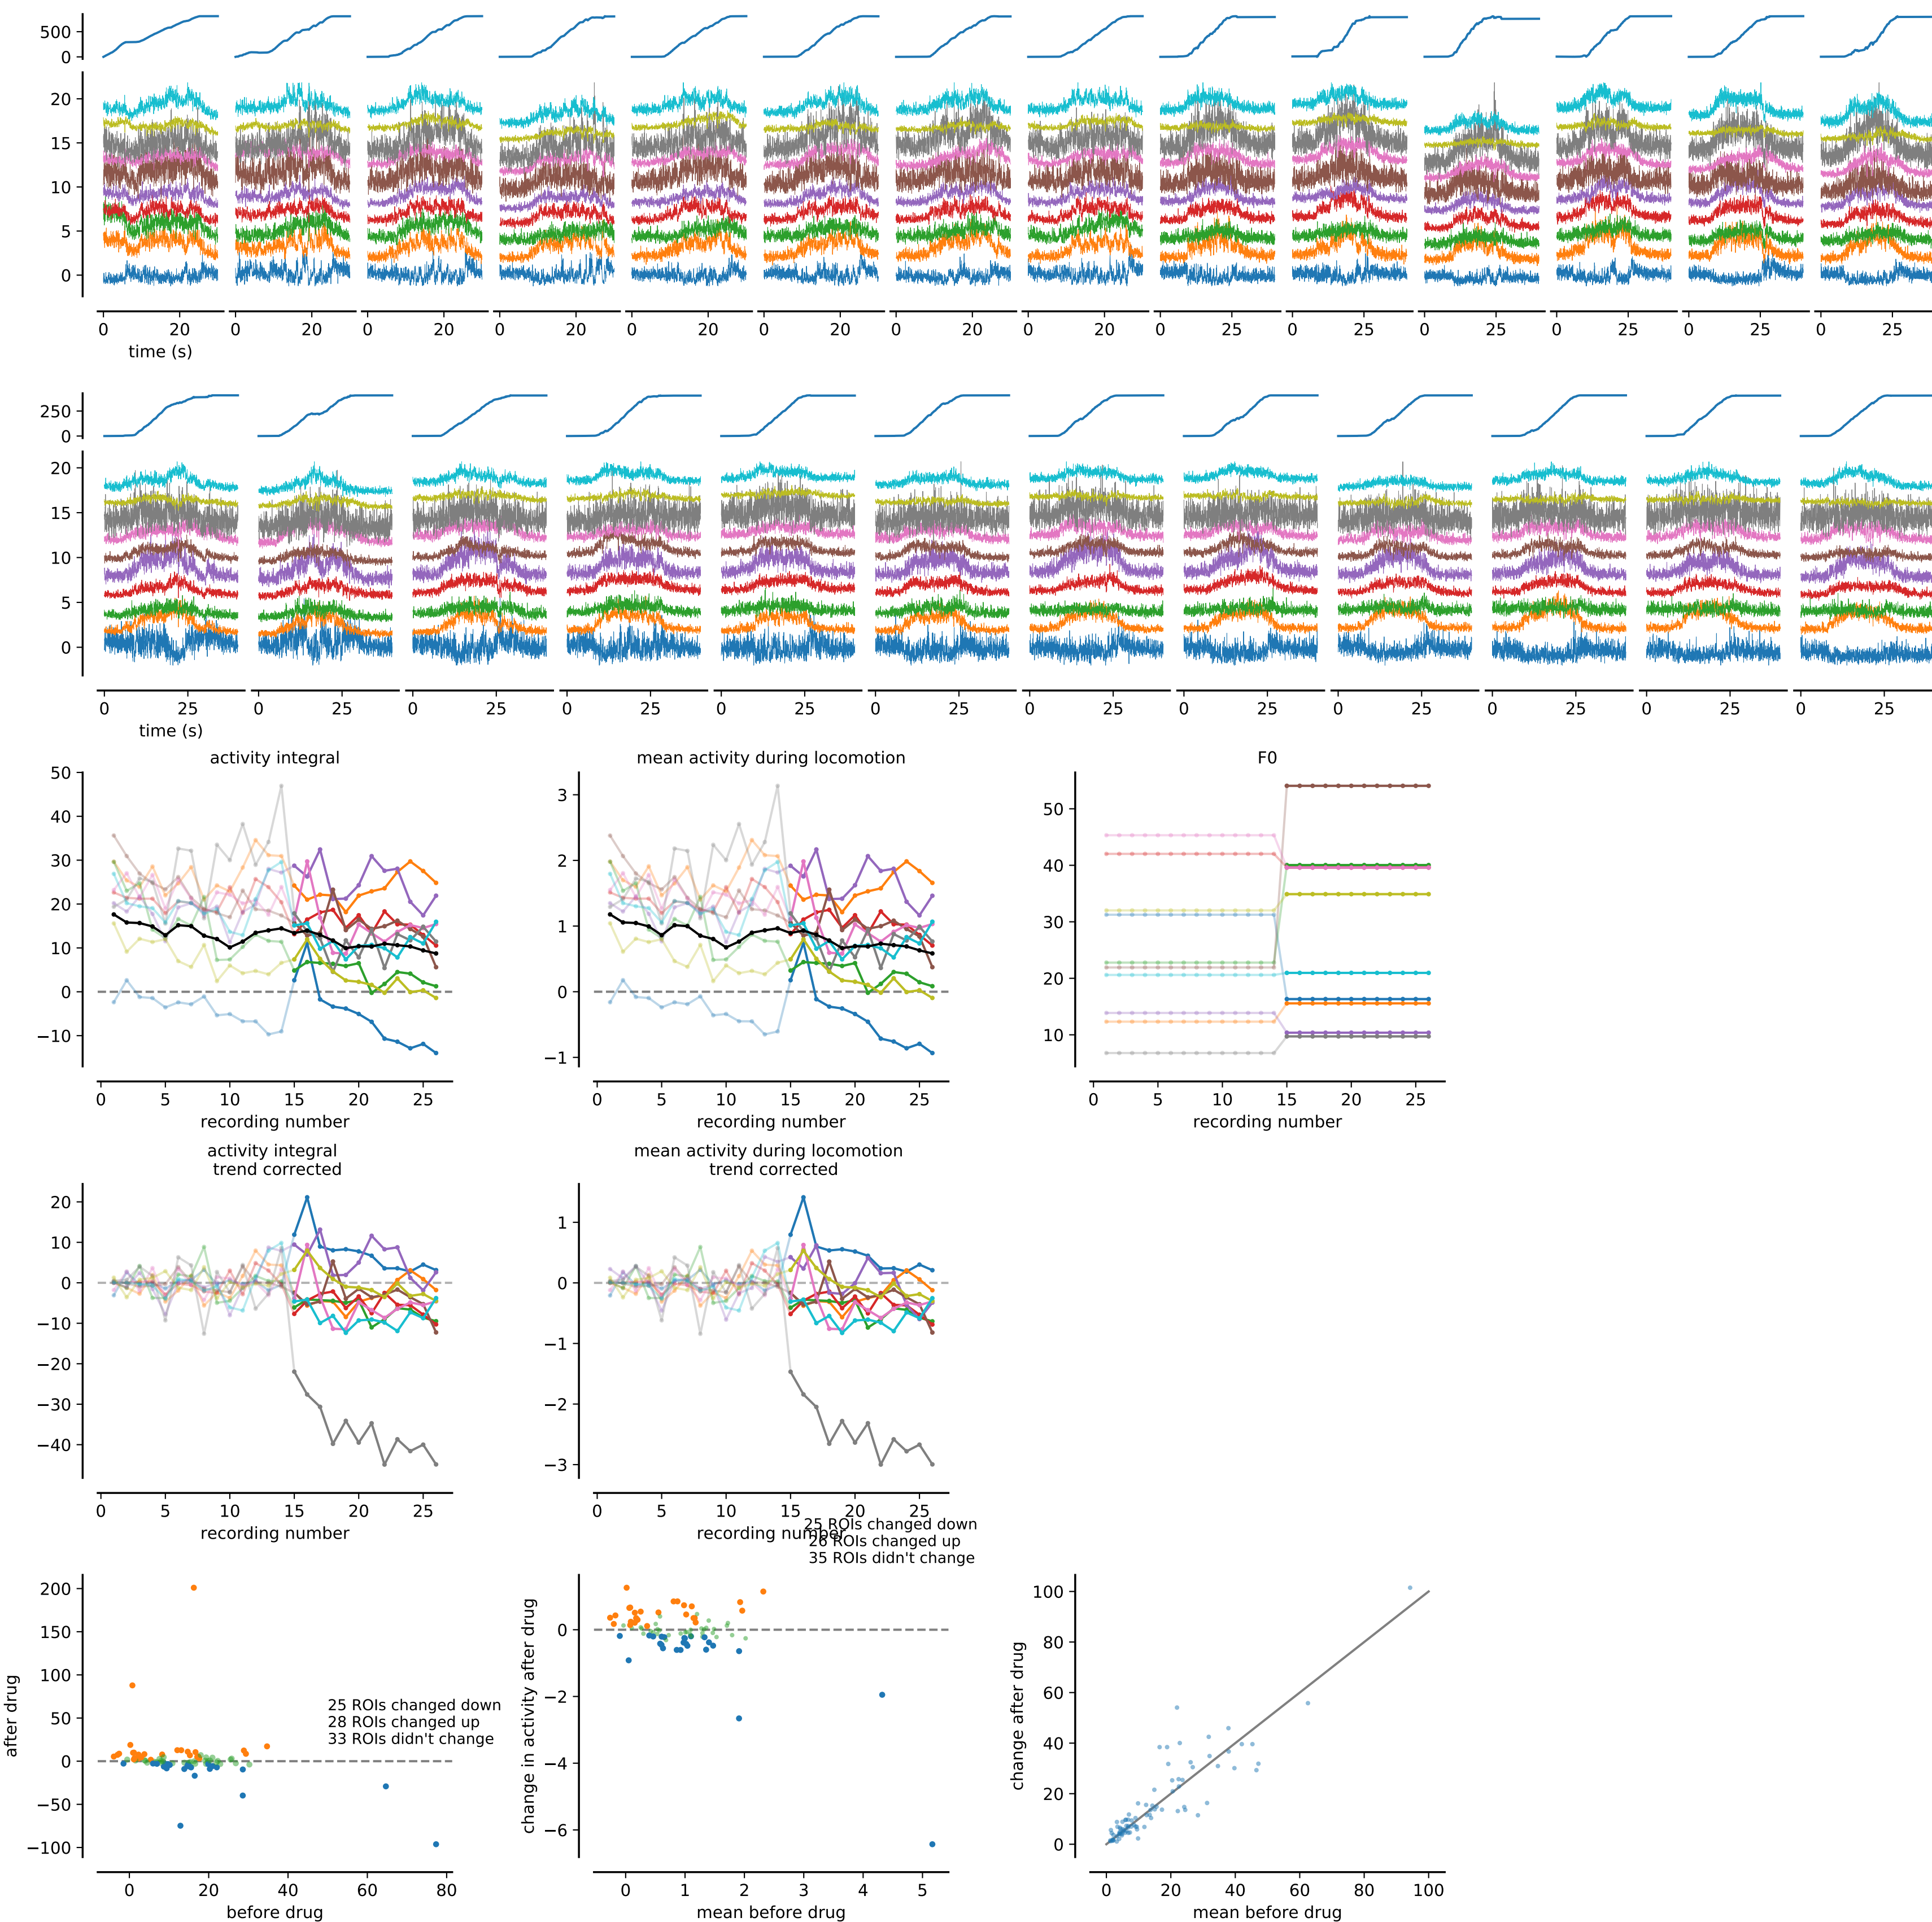 500
0
20
15
10
5
0
0 20 0 20 0 20 0 20 0 20 0 20 0 20 0 20 0 25 0 25 0 25 0 25 0 25 0 25
time (s)
250
0
20
15
10
5
0
0 25 0 25 0 25 0 25 0 25 0 25 0 25 0 25 0 25 0 25 0 25 0 25
time (s)
activity integral
50
40
30
20
10
0
−10
0 5 10 15 20 25
recording number
mean activity during locomotion
3
2
1
0
−1
0 5 10 15 20 25
recording number
F0
50
40
30
20
10
0 5 10 15 20 25
recording number
activity integral
trend corrected
20
10
0
−10
−20
−30
−40
0 5 10 15 20 25
recording number
mean activity during locomotion
trend corrected
1
0
−1
−2
−3
0 5 10 15 20 25
recording number
25 ROIs changed down
26 ROIs changed up
35 ROIs didn't change
after drug
200
150
100
50
0
−50
−100
25 ROIs changed down
28 ROIs changed up
33 ROIs didn't change
0 20 40 60 80
before drug
change in activity after drug
0
−2
−4
−6
0 1 2 3 4 5
mean before drug
change after drug
100
80
60
40
20
0
0 20 40 60 80 100
mean before drug